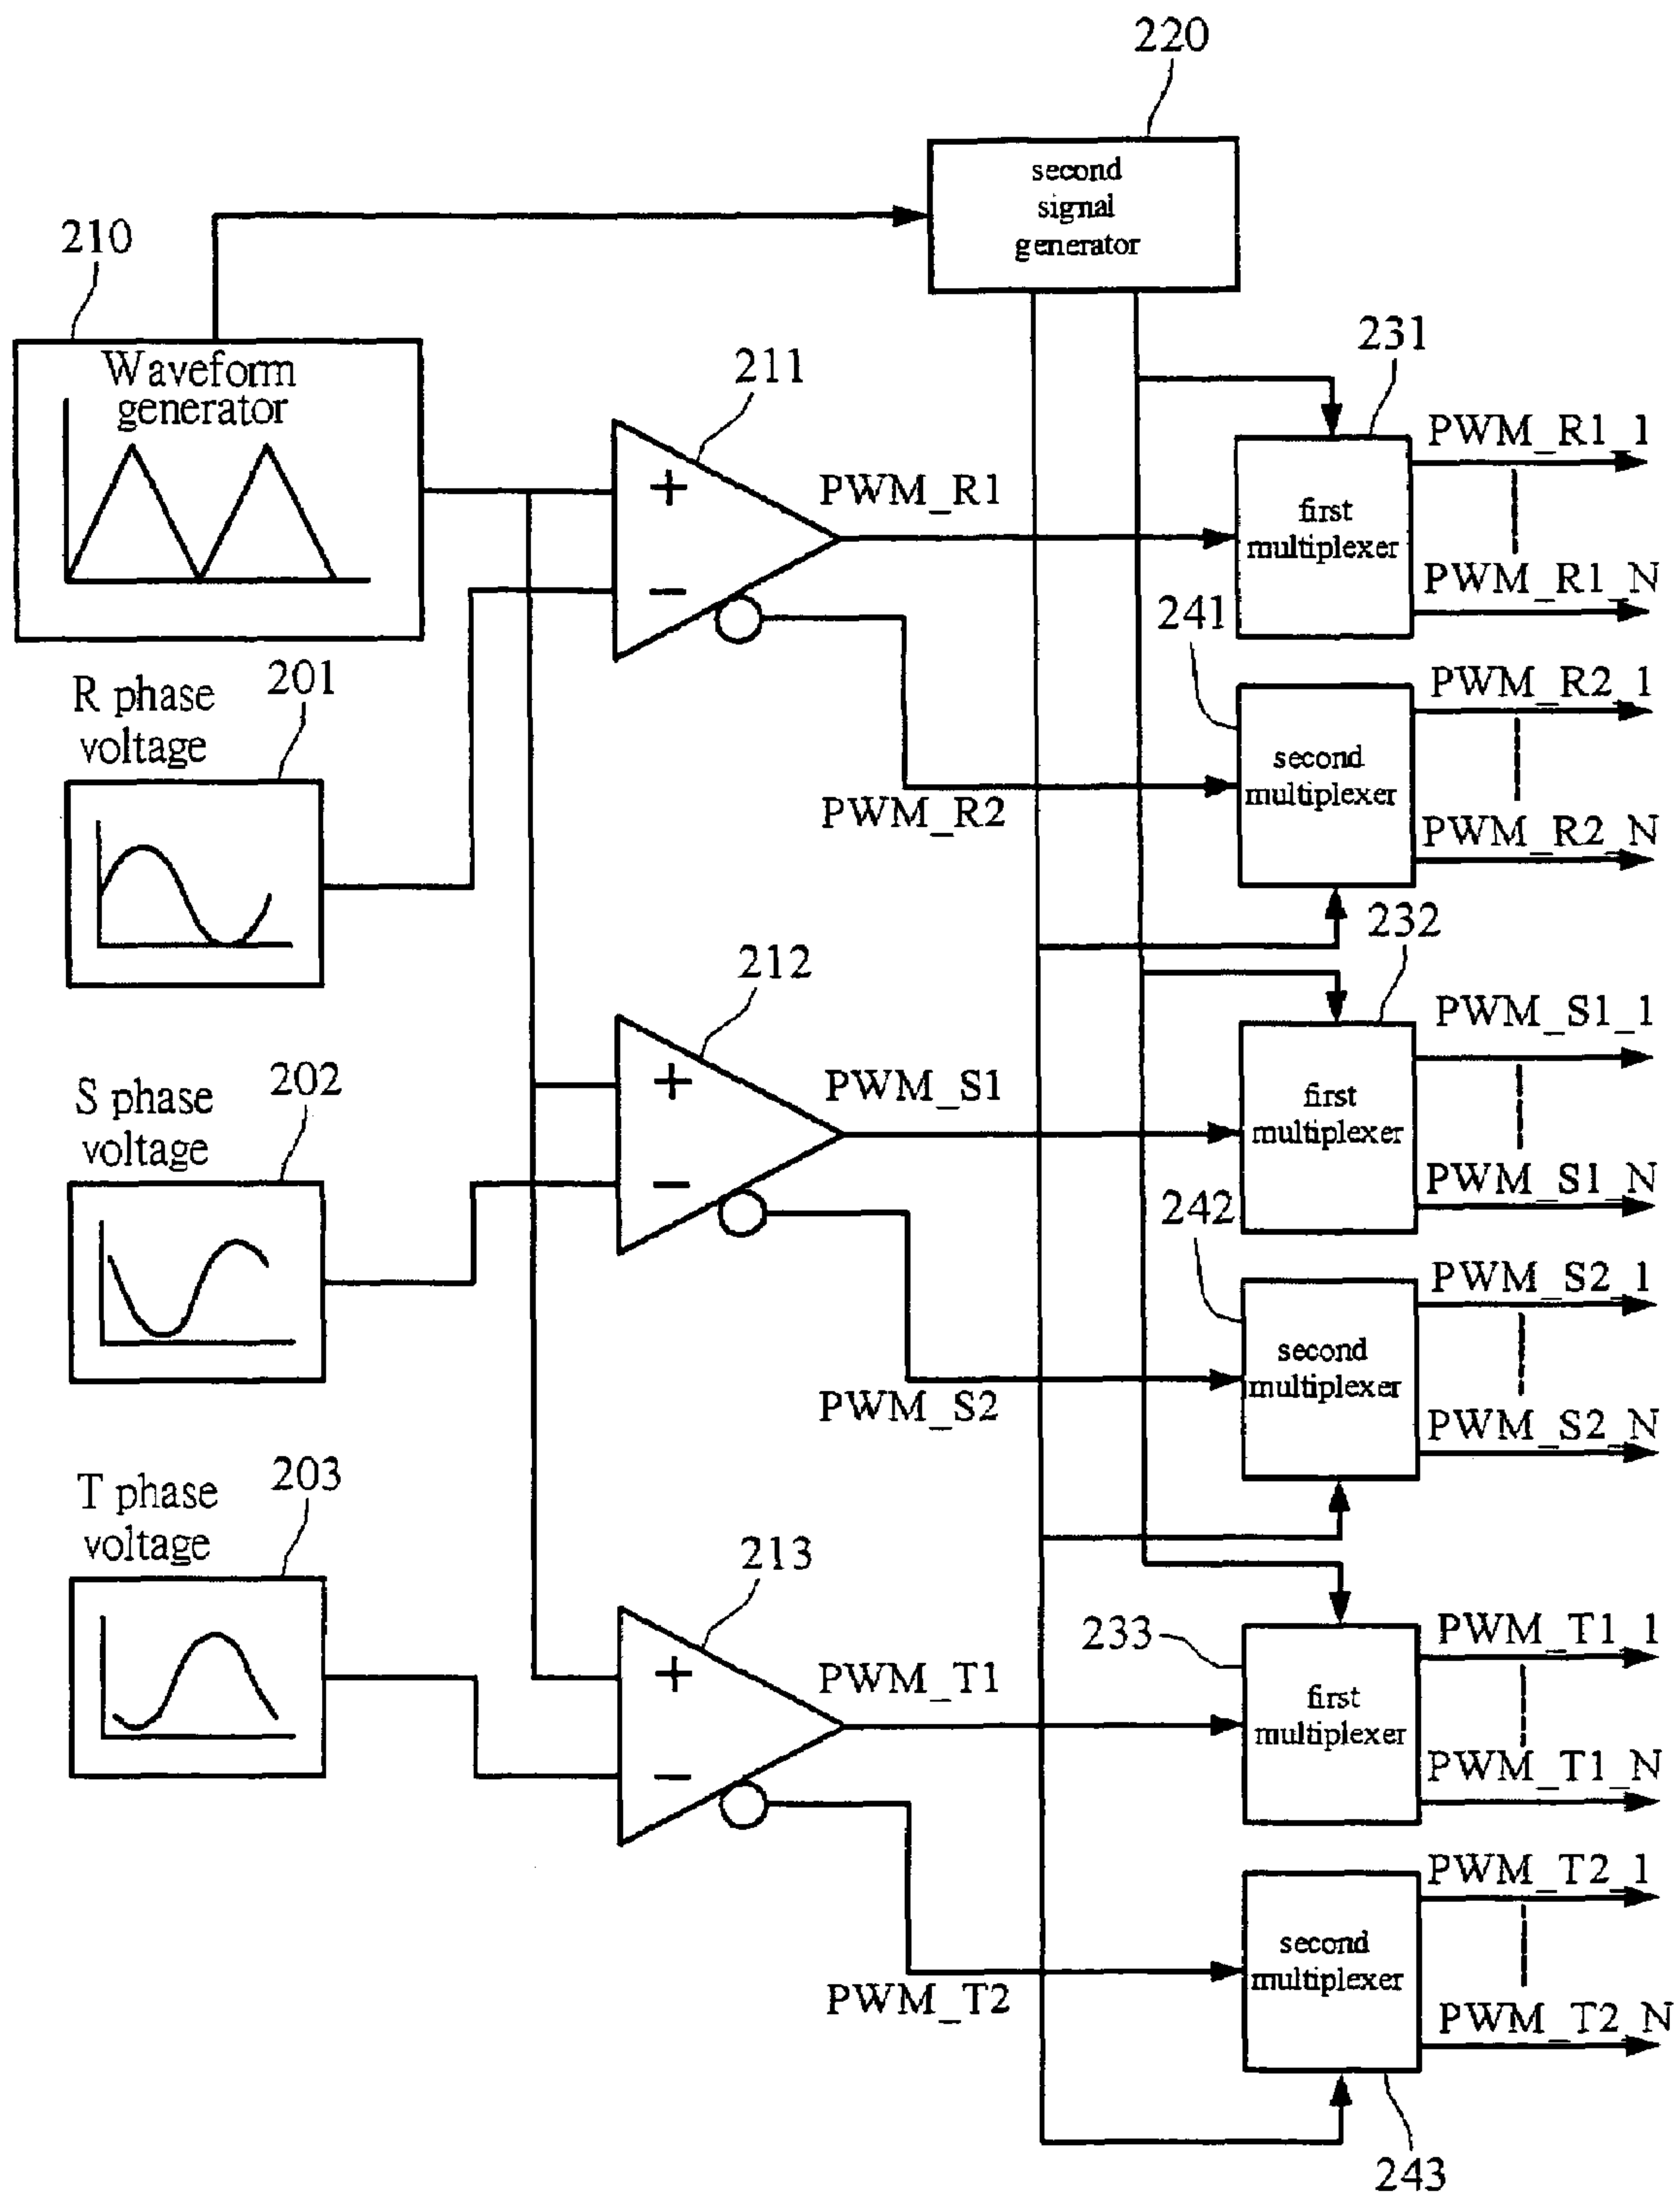 220
second
signal
generator
210
Waveform
generator
211
+
−
PWM_R1
PWM_R2
231
first
multiplexer
PWM_R1_1
PWM_R1_N
241
second
multiplexer
PWM_R2_1
PWM_R2_N
R phase
voltage
201
212
+
−
PWM_S1
PWM_S2
232
first
multiplexer
PWM_S1_1
PWM_S1_N
S phase
voltage
202
242
second
multiplexer
PWM_S2_1
PWM_S2_N
T phase
voltage
203
213
+
−
PWM_T1
PWM_T2
233
first
multiplexer
PWM_T1_1
PWM_T1_N
second
multiplexer
PWM_T2_1
PWM_T2_N
243